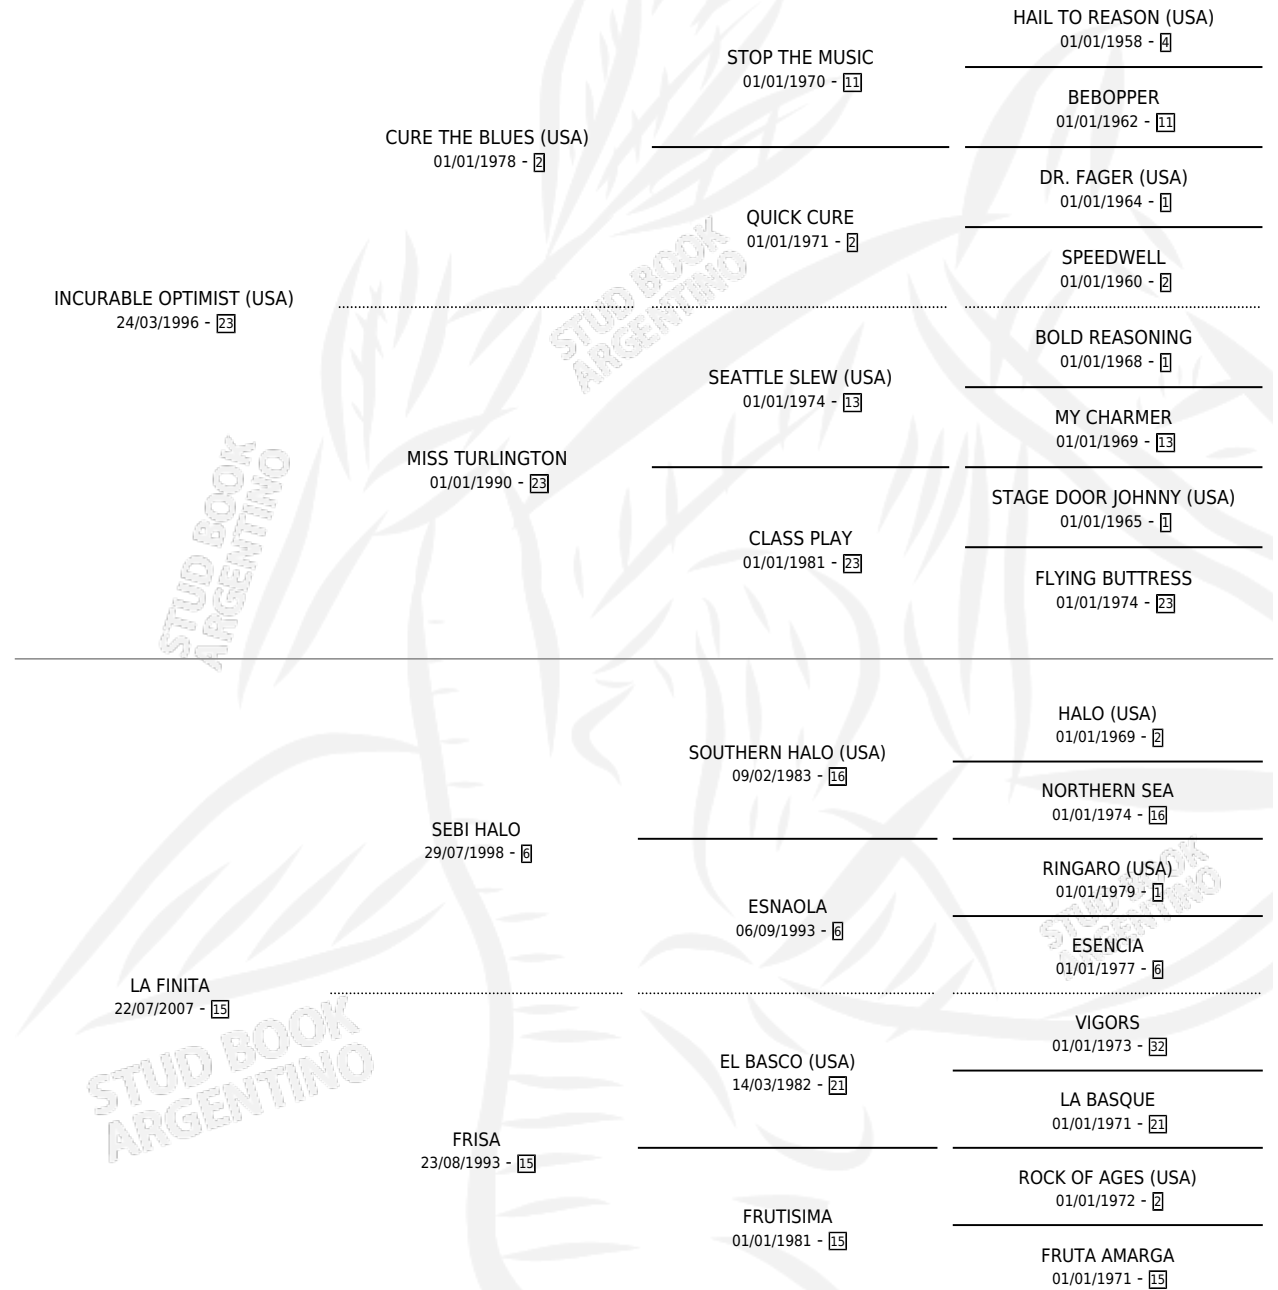 HAIL TO REASON (USA)
01/01/1958 - 4
STOP THE MUSIC
01/01/1970 - 11
BEBOPPER
01/01/1962 - 11
CURE THE BLUES (USA)
01/01/1978 - 2
DR. FAGER (USA)
01/01/1964 - 1
QUICK CURE
01/01/1971 - 2
SPEEDWELL
01/01/1960 - 2
INCURABLE OPTIMIST (USA)
24/03/1996 - 23
BOLD REASONING
01/01/1968 - 1
SEATTLE SLEW (USA)
01/01/1974 - 13
MY CHARMER
01/01/1969 - 13
MISS TURLINGTON
01/01/1990 - 23
STAGE DOOR JOHNNY (USA)
01/01/1965 - 1
CLASS PLAY
01/01/1981 - 23
FLYING BUTTRESS
01/01/1974 - 23
STUD BOOK
ARGENTINO
STUD BOOK
ARGENTINO
HALO (USA)
01/01/1969 - 2
SOUTHERN HALO (USA)
09/02/1983 - 16
NORTHERN SEA
01/01/1974 - 16
SEBI HALO
29/07/1998 - 6
RINGARO (USA)
01/01/1979 - 1
ESNAOLA
06/09/1993 - 6
ESENCIA
01/01/1977 - 6
LA FINITA
22/07/2007 - 15
VIGORS
01/01/1973 - 32
EL BASCO (USA)
14/03/1982 - 21
LA BASQUE
01/01/1971 - 21
FRISA
23/08/1993 - 15
ROCK OF AGES (USA)
01/01/1972 - 2
FRUTISIMA
01/01/1981 - 15
FRUTA AMARGA
01/01/1971 - 15
STUD BOOK
ARGENTINO
STUD BOOK
ARGENTINO